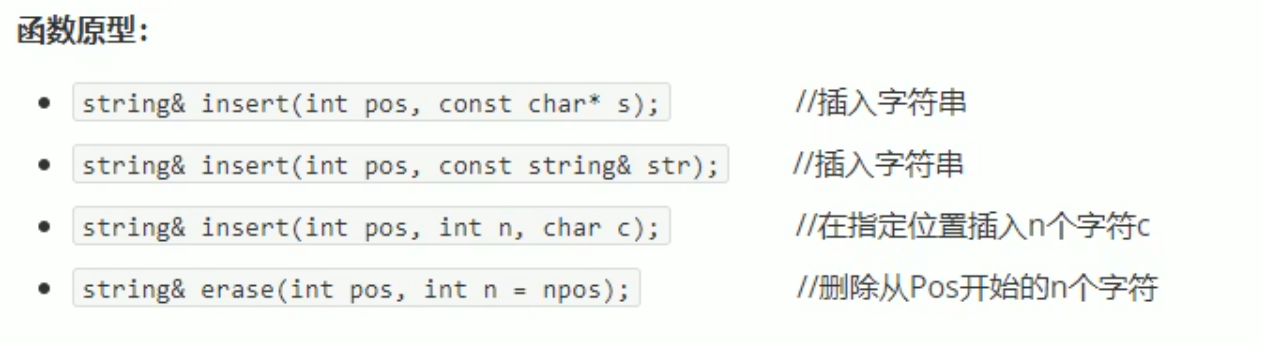 函数原型：
• string& insert(int pos, const char* s); //插入字符串
• string& insert(int pos, const string& str); //插入字符串
• string& insert(int pos, int n, char c); //在指定位置插入n个字符c
• string& erase(int pos, int n = npos); //删除从Pos开始的n个字符